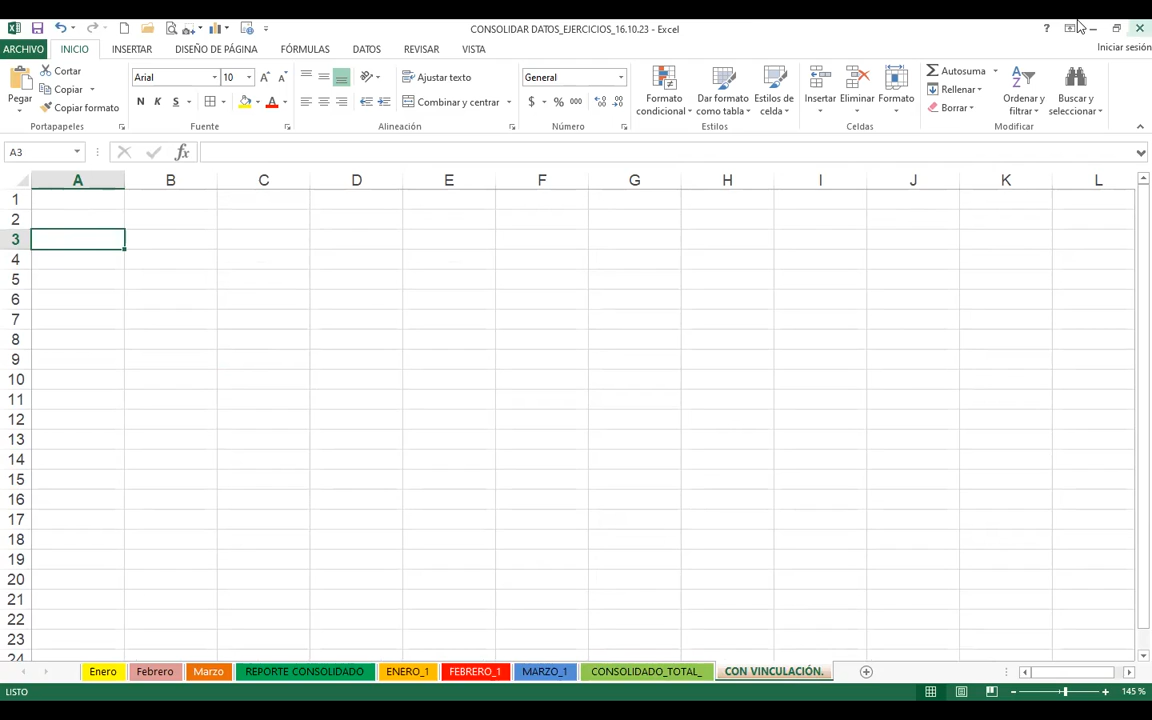 CONSOLIDAR DATOS_EJERCICIOS_16.10.23 - Excel
?
Iniciar sesión
ARCHIVO INICIO INSERTAR DISEÑO DE PÁGINA FÓRMULAS DATOS REVISAR VISTA
Pegar
Cortar
Copiar
Copiar formato
Portapapeles
Arial 10
N K S
Fuente
Ajustar texto
Combinar y centrar
Alineación
General
$ % 000
Número
Formato condicional
Dar formato como tabla
Estilos de celda
Estilos
Insertar Eliminar Formato
Celdas
Autosuma
Rellenar
Borrar
Ordenar y filtrar
Buscar y seleccionar
Modificar
A3
fx
A B C D E F G H I J K L
1
2
3
4
5
6
7
8
9
10
11
12
13
14
15
16
17
18
19
20
21
22
23
24
Enero Febrero Marzo REPORTE CONSOLIDADO ENERO_1 FEBRERO_1 MARZO_1 CONSOLIDADO_TOTAL_ CON VINCULACIÓN.
LISTO
145 %